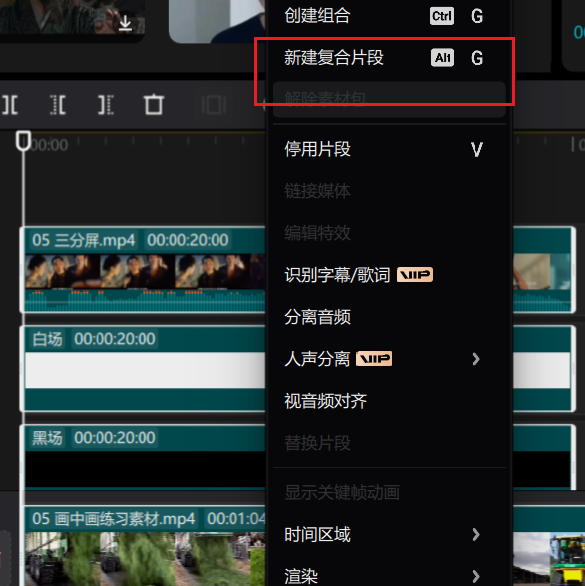 创建组合 Ctrl G
新建复合片段 Alt G
解除素材包
00:00
停用片段 V
链接媒体
编辑特效
05 三分屏.mp4 00:00:20:00
识别字幕/歌词 VIP
分离音频
白场 00:00:20:00
人声分离 VIP
视音频对齐
黑场 00:00:20:00
替换片段
显示关键帧动画
05 画中画练习素材.mp4 00:01:04
时间区域
渲染